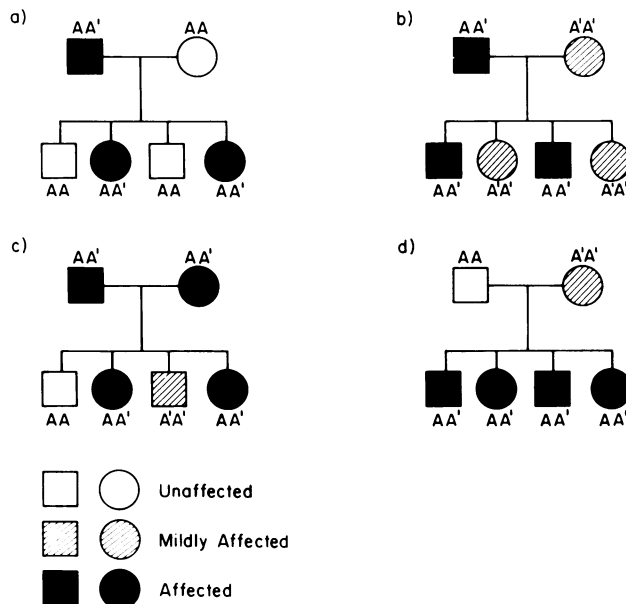 a)
AA' AA
AA AA' AA AA'
b)
AA' A'A'
AA' A'A' AA' A'A'
c)
AA' AA'
AA AA' A'A' AA'
d)
AA A'A'
AA' AA' AA' AA'
Unaffected
Mildly Affected
Affected